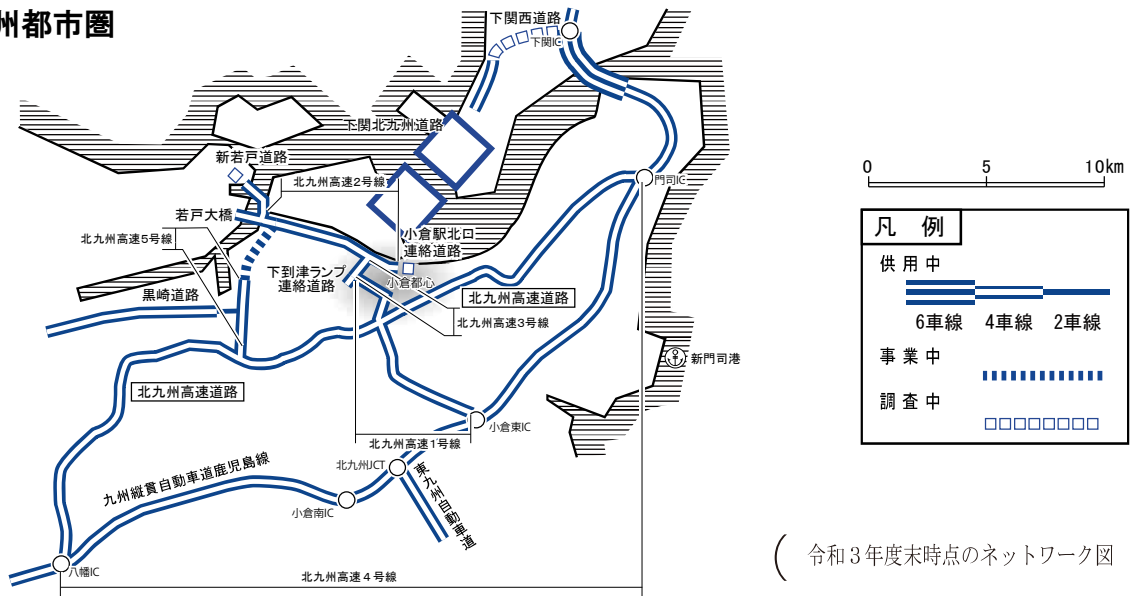 州都市圏
下関西道路
下関IC
下関北九州道路
新若戸道路
北九州高速2号線
門司IC
若戸大橋
北九州高速5号線
小倉駅北口
連絡道路
下到津ランプ
連絡道路
小倉都心
黒崎道路
北九州高速道路
北九州高速3号線
新門司港
北九州高速道路
小倉東IC
北九州高速1号線
北九州JCT
九州縦貫自動車道鹿児島線
東九州自動車道
小倉南IC
八幡IC
北九州高速4号線
0 5 10km
凡例
供用中
6車線 4車線 2車線
事業中
調査中
( 令和3年度末時点のネットワーク図